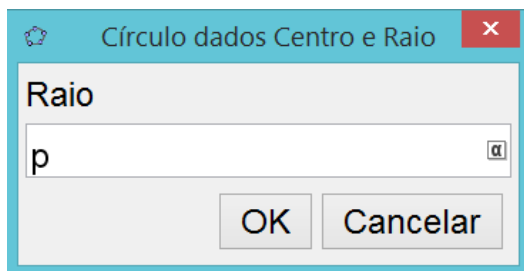 Círculo dados Centro e Raio
Raio
p
α
OK Cancelar